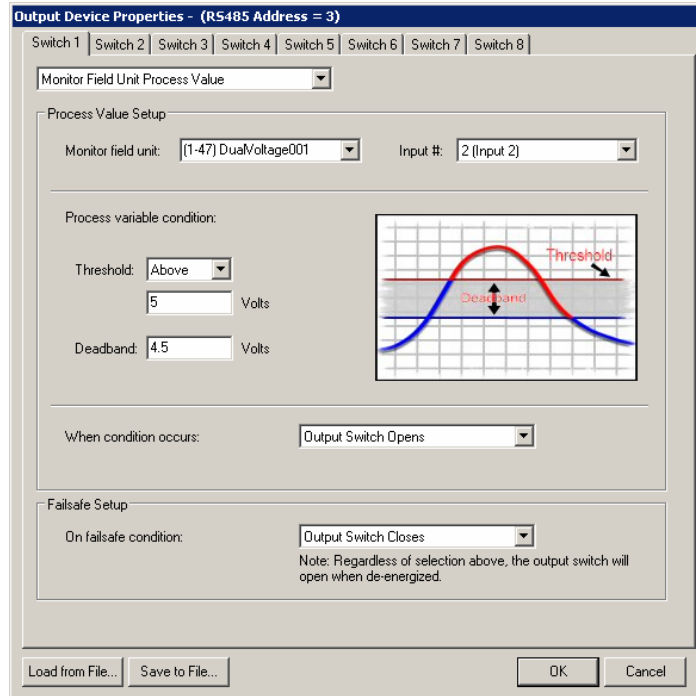 Output Device Properties - (RS485 Address = 3)
Switch 1 Switch 2 Switch 3 Switch 4 Switch 5 Switch 6 Switch 7 Switch 8
Monitor Field Unit Process Value
Process Value Setup
Monitor field unit: (1-47) DualVoltage001 Input #: 2 (Input 2)
Process variable condition:
Threshold: Above
5 Volts
Deadband: 4.5 Volts
Threshold
Deadband
When condition occurs: Output Switch Opens
Failsafe Setup
On failsafe condition: Output Switch Closes
Note: Regardless of selection above, the output switch will
open when de-energized.
Load from File... Save to File... OK Cancel